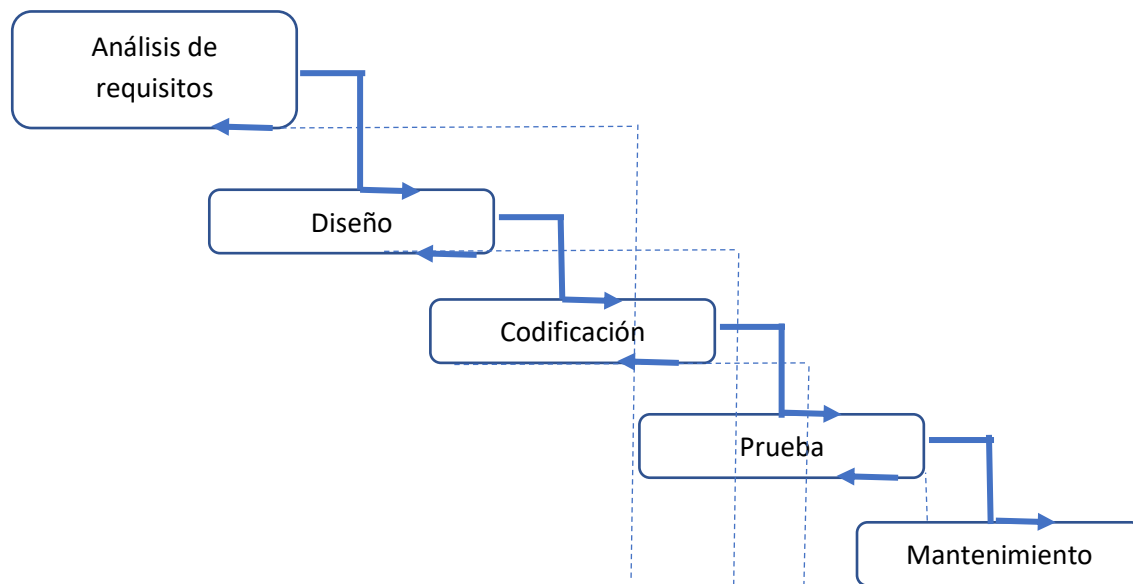 Análisis de
requisitos
Diseño
Codificación
Prueba
Mantenimiento